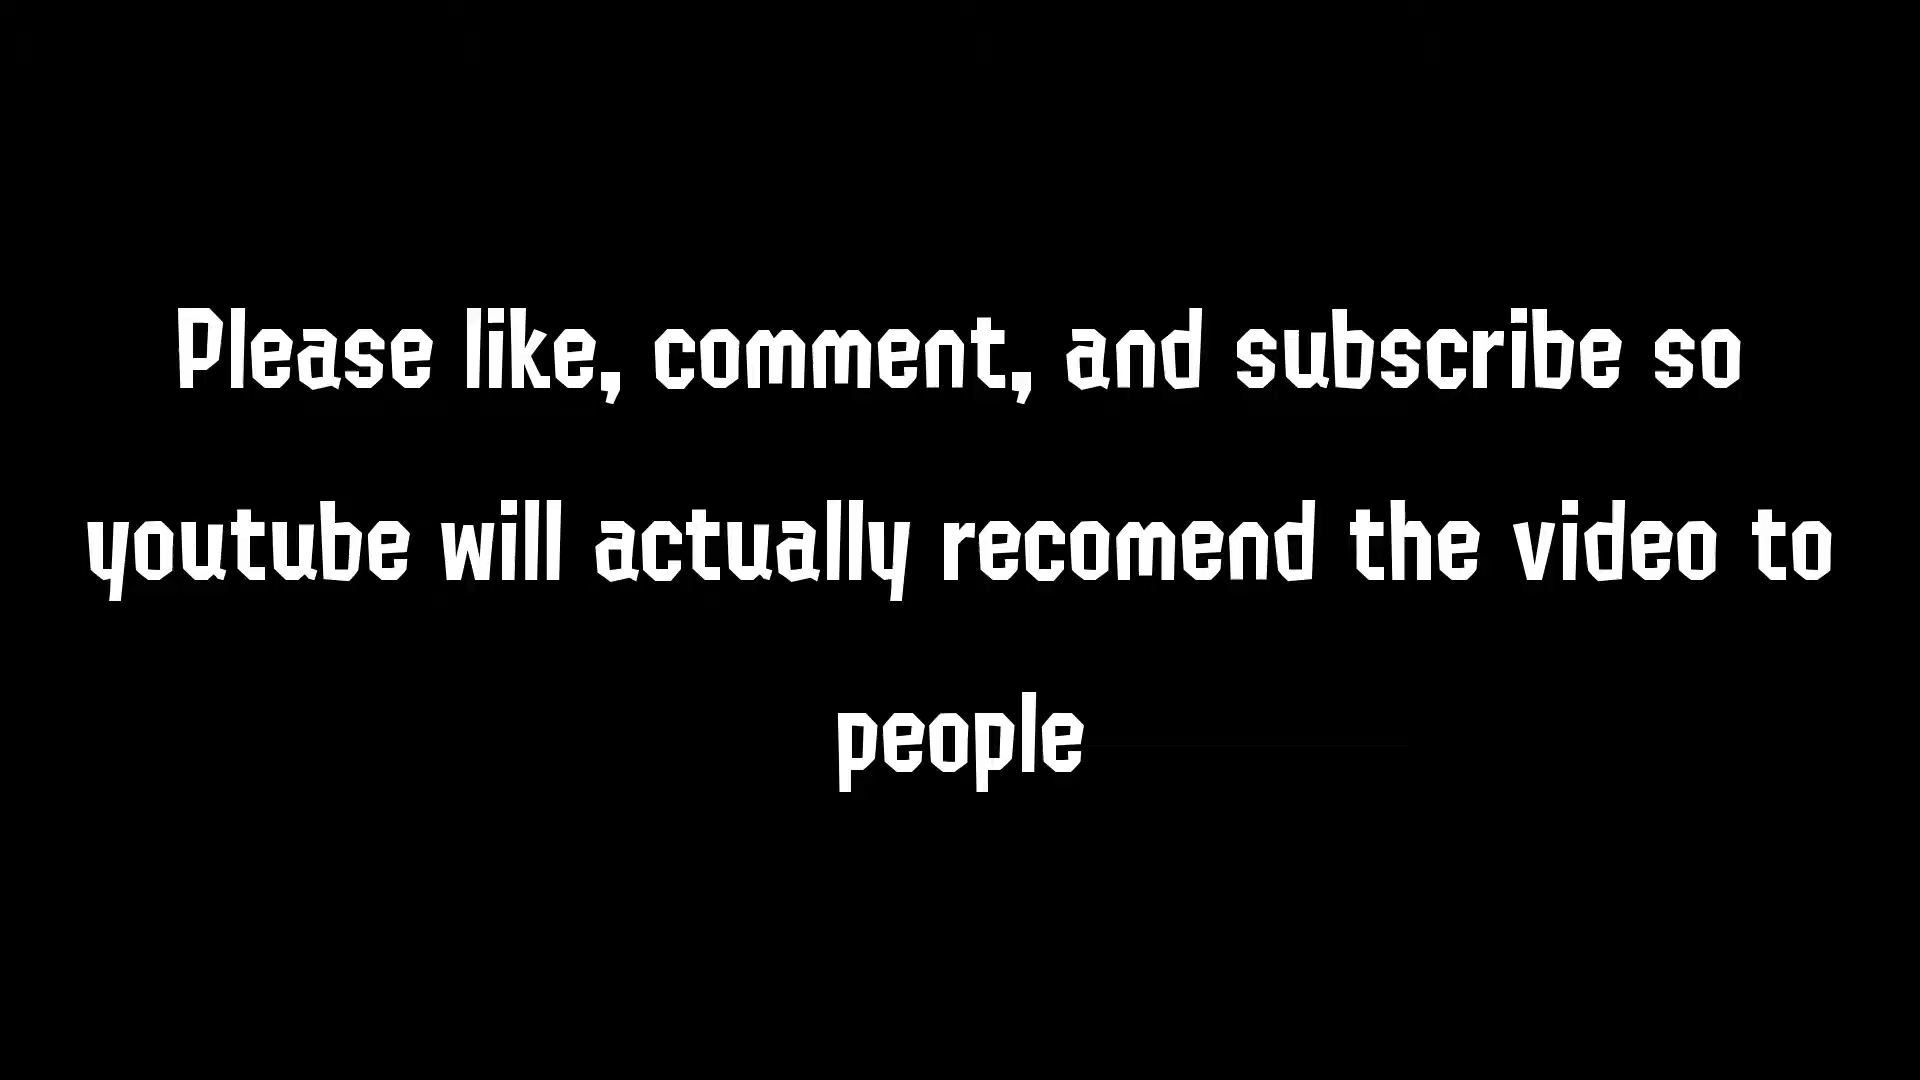 Please like, comment, and subscribe so
youtube will actually recomend the video to
people